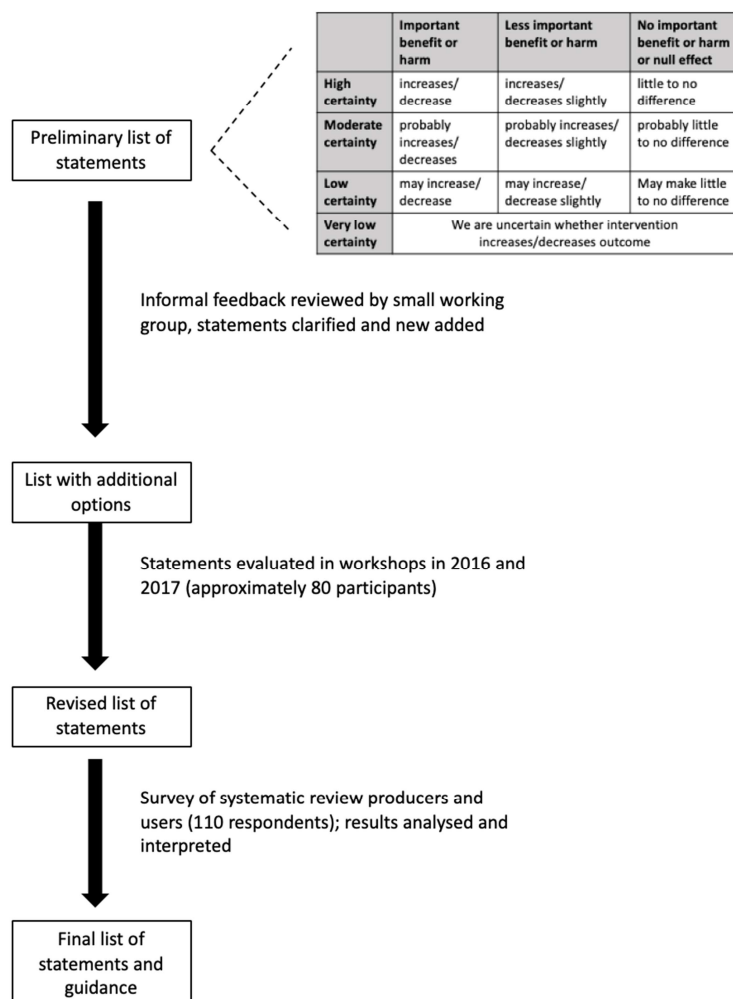 Important benefit or harm
Less important benefit or harm
No important benefit or harm or null effect
High certainty
increases/ decrease
increases/ decreases slightly
little to no difference
Moderate certainty
probably increases/ decreases
probably increases/ decreases slightly
probably little to no difference
Low certainty
may increase/ decrease
may increase/ decrease slightly
May make little to no difference
Very low certainty
We are uncertain whether intervention
increases/decreases outcome
Preliminary list of
statements
Informal feedback reviewed by small working
group, statements clarified and new added
List with additional
options
Statements evaluated in workshops in 2016 and
2017 (approximately 80 participants)
Revised list of
statements
Survey of systematic review producers and
users (110 respondents); results analysed and
interpreted
Final list of
statements and
guidance